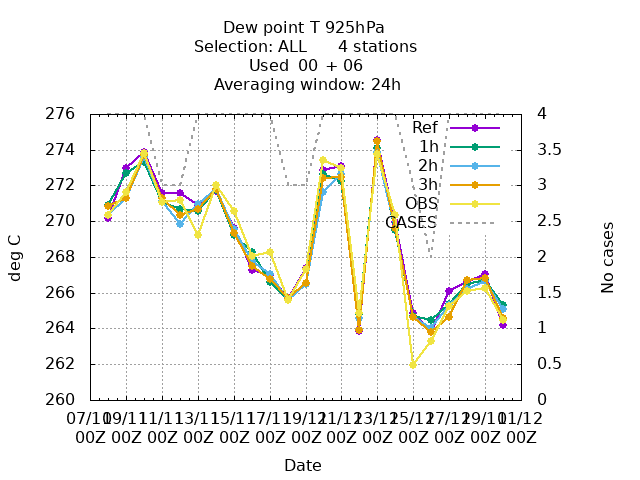 Dew point T 925hPa
Selection: ALL 4 stations
Used 00 + 06
Averaging window: 24h
276 4
274 3.5
272 3
270 2.5
268 2
266 1.5
264 1
262 0.5
260 0
Ref
1h
2h
3h
OBS
CASES
deg C
No cases
07/11 09/11 11/11 13/11 15/11 17/11 19/12 21/12 23/12 25/12 27/12 29/12 01/12
00Z 00Z 00Z 00Z 00Z 00Z 00Z 00Z 00Z 00Z 00Z 00Z 00Z
Date